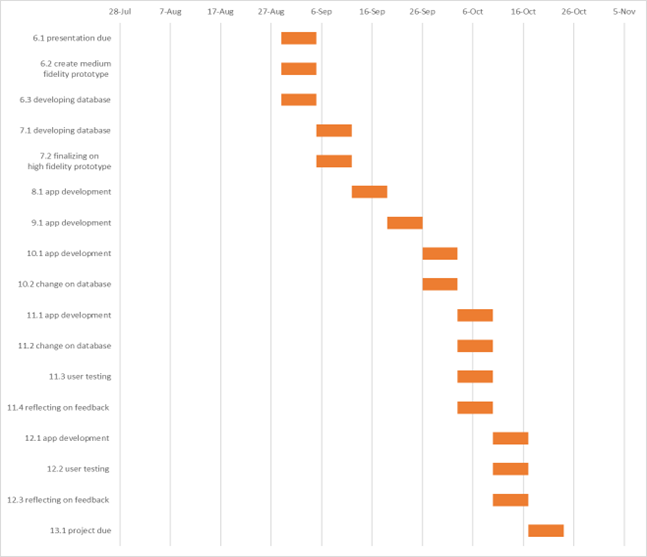 28-Jul 7-Aug 17-Aug 27-Aug 6-Sep 16-Sep 26-Sep 6-Oct 16-Oct 26-Oct 5-Nov
6.1 presentation due
6.2 create medium
fidelity prototype
6.3 developing database
7.1 developing database
7.2 finalizing on
high fidelity prototype
8.1 app development
9.1 app development
10.1 app development
10.2 change on database
11.1 app development
11.2 change on database
11.3 user testing
11.4 reflecting on feedback
12.1 app development
12.2 user testing
12.3 reflecting on feedback
13.1 project due